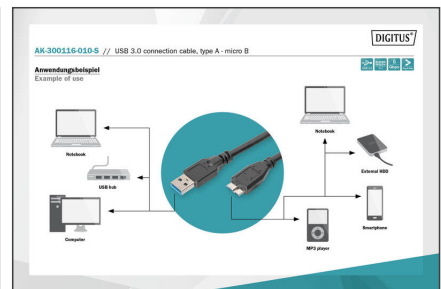 DIGITUS®
AK-300116-010-S // USB 3.0 connection cable, type A - micro B
Anwendungsbeispiel
Example of use
Notebook
USB hub
Computer
Notebook
External HDD
Smartphone
MP3 player